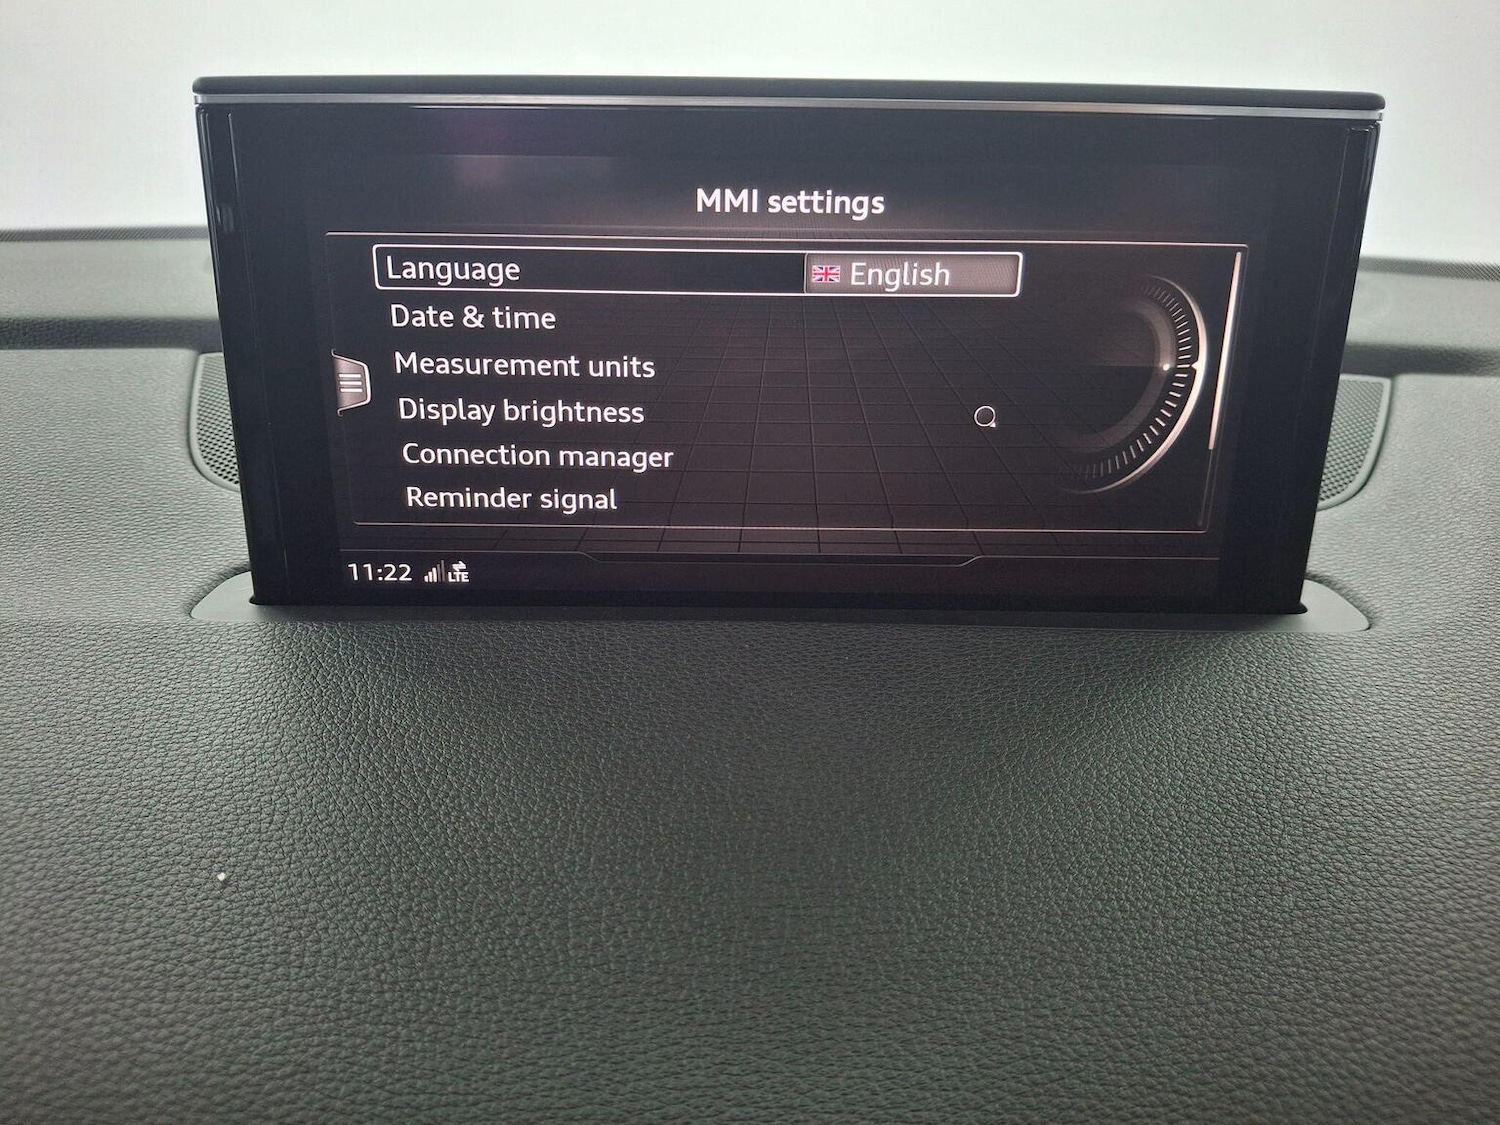 MMI settings
Language English
Date & time
Measurement units
Display brightness
Connection manager
Reminder signal
11:22 LTE